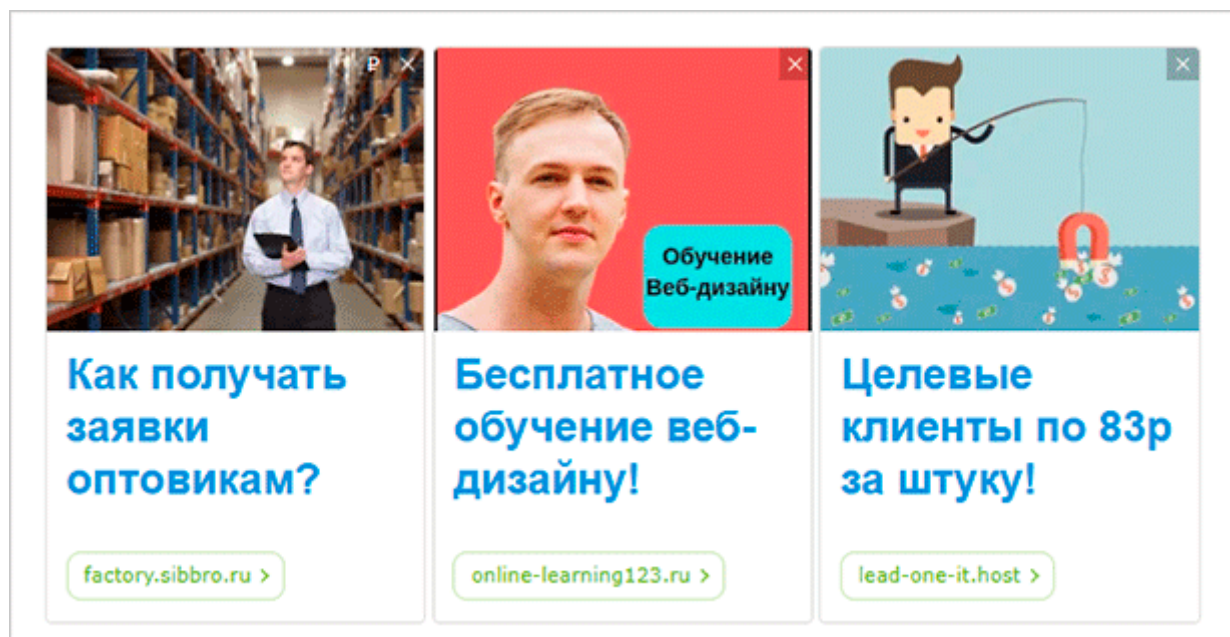 ₽
Обучение
Веб-дизайну
Как получать
заявки
оптовикам?
factory.sibbro.ru >
Бесплатное
обучение веб-
дизайну!
online-learning123.ru >
Целевые
клиенты по 83р
за штуку!
lead-one-it.host >